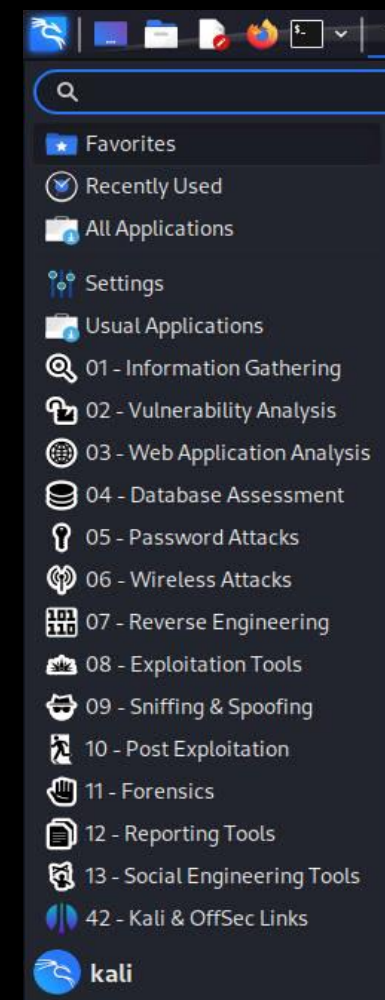 $-
Favorites
Recently Used
All Applications
Settings
Usual Applications
01 - Information Gathering
02 - Vulnerability Analysis
03 - Web Application Analysis
04 - Database Assessment
05 - Password Attacks
06 - Wireless Attacks
101
110
07 - Reverse Engineering
08 - Exploitation Tools
09 - Sniffing & Spoofing
10 - Post Exploitation
11 - Forensics
12 - Reporting Tools
13 - Social Engineering Tools
42 - Kali & OffSec Links
kali